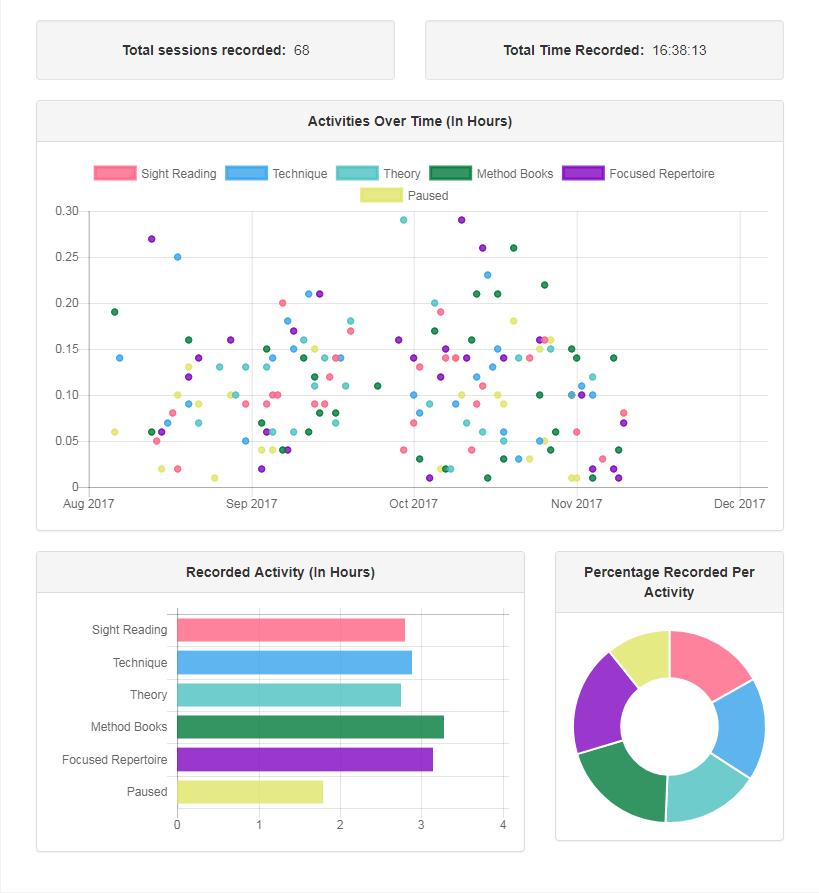 Total sessions recorded: 68
Total Time Recorded: 16:38:13
Activities Over Time (In Hours)
Sight Reading Technique Theory Method Books Focused Repertoire
Paused
0.30
0.25
0.20
0.15
0.10
0.05
0
Aug 2017 Sep 2017 Oct 2017 Nov 2017 Dec 2017
Recorded Activity (In Hours)
Sight Reading
Technique
Theory
Method Books
Focused Repertoire
Paused
0 1 2 3 4
Percentage Recorded Per
Activity